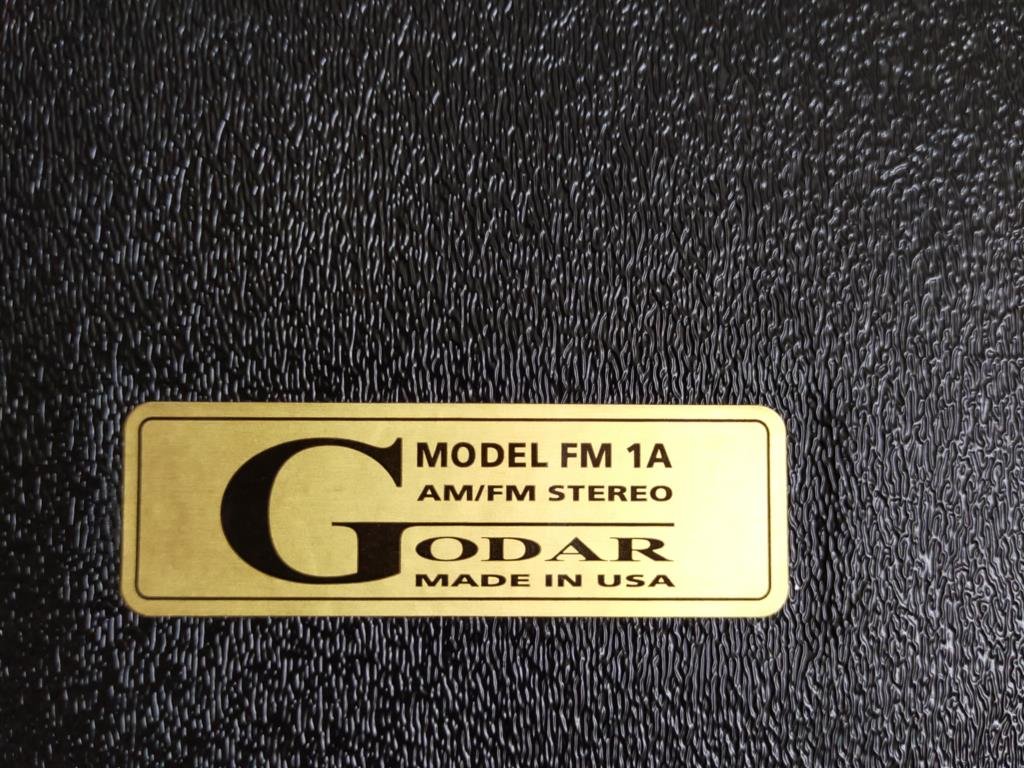 MODEL FM 1A
AM/FM STEREO
GODAR
MADE IN USA